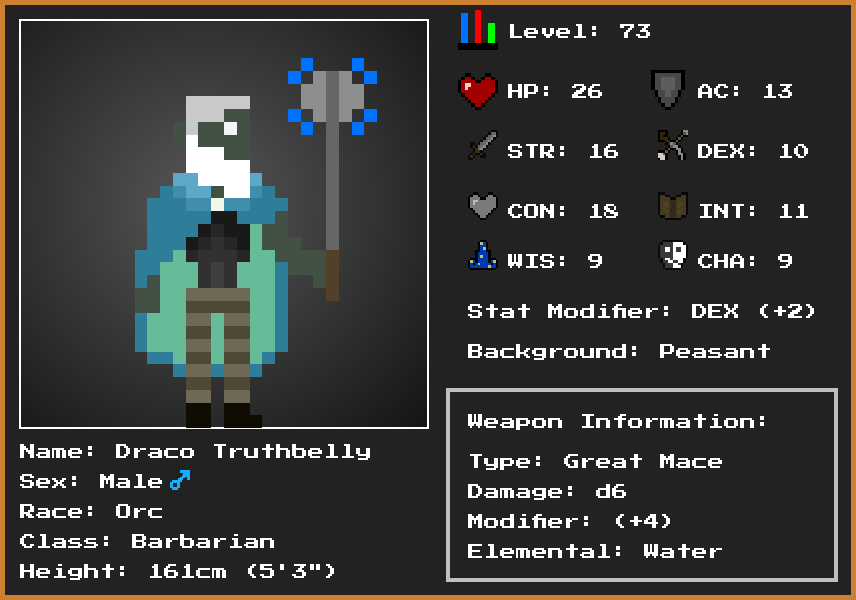 Level: 73
HP: 26
AC: 13
STR: 16
DEX: 10
CON: 18
INT: 11
WIS: 9
CHA: 9
Stat Modifier: DEX (+2)
Background: Peasant
Weapon Information:
Type: Great Mace
Damage: d6
Modifier: (+4)
Elemental: Water
Name: Draco Truthbelly
Sex: Male ♂
Race: Orc
Class: Barbarian
Height: 161cm (5'3")